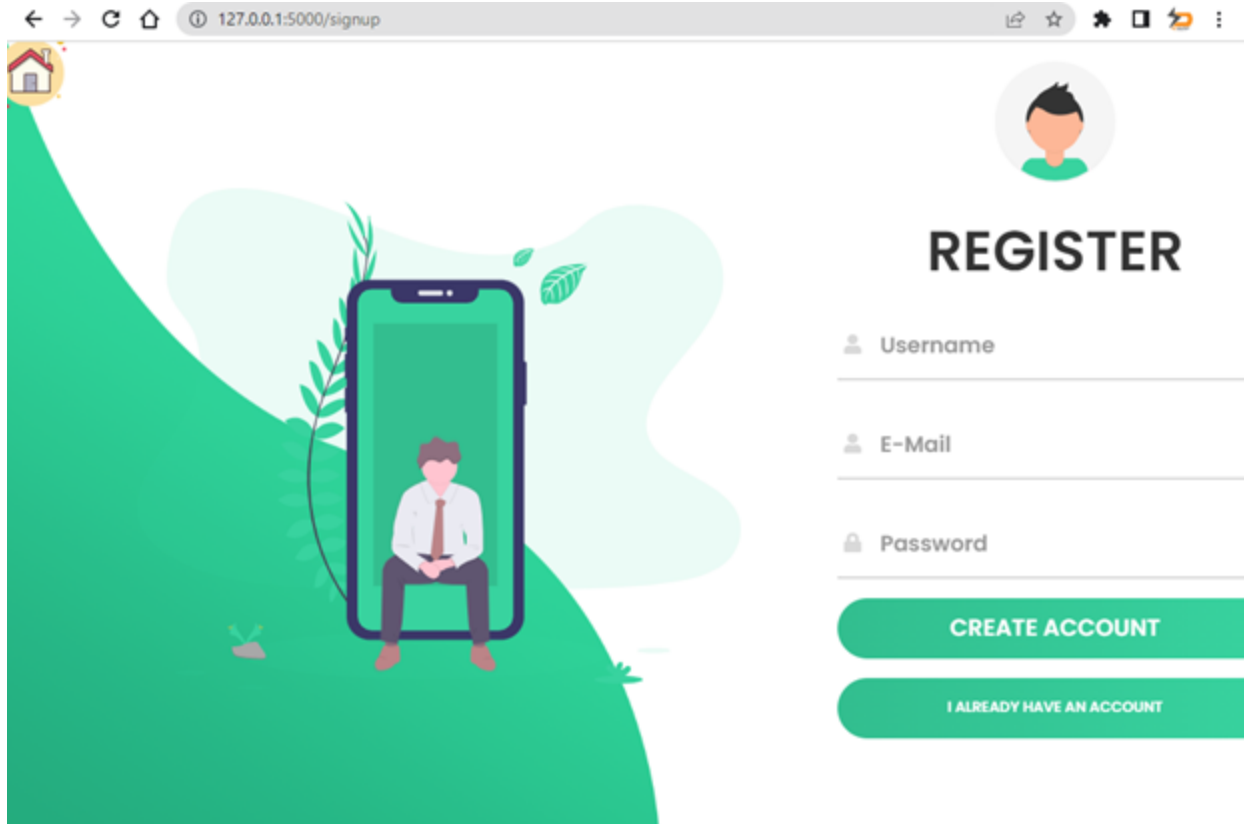 127.0.0.1:5000/signup
REGISTER
Username
E-Mail
Password
CREATE ACCOUNT
I ALREADY HAVE AN ACCOUNT